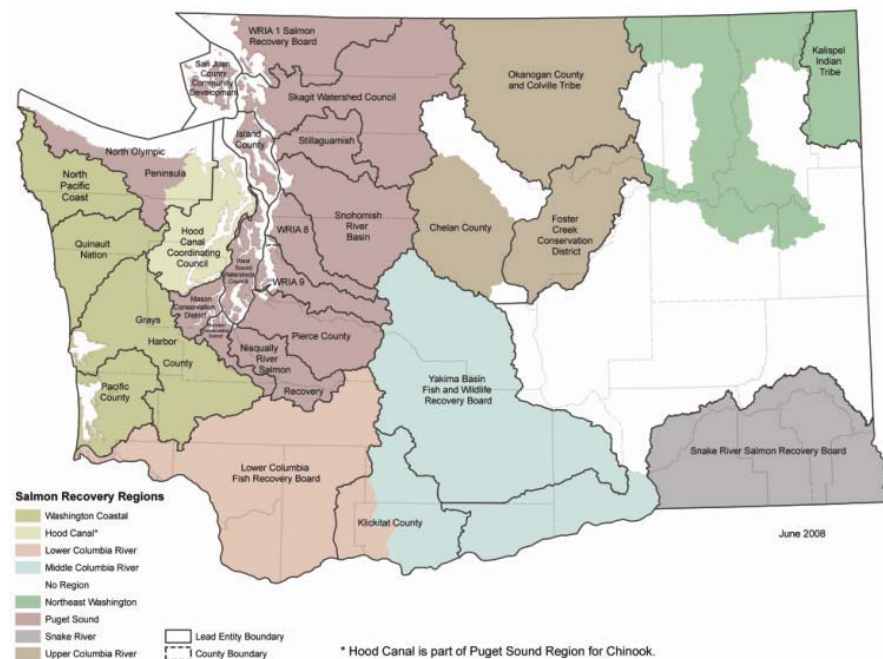 WRIA 1 Salmon
Recovery Board
San Juan
County
Community
Development
Skagit Watershed Council
Okanogan County
and Colville Tribe
Kalispel
Indian
Tribe
Island
County
Stillaguamish
North Olympic
Peninsula
North
Pacific
Coast
Snohomish
River
Basin
Chelan County
Foster
Creek
Conservation
District
Hood
Canal
Coordinating
Council
WRIA 8
Quinault
Nation
West
Sound
Watersheds
Council
WRIA 9
Mason
Conservation
District
Grays
Harbor
County
Pierce County
Nisqually
River
Salmon
Recovery
Pacific
County
Yakima Basin
Fish and Wildlife
Recovery Board
Snake River Salmon Recovery Board
Lower Columbia
Fish Recovery Board
Klickitat County
Salmon Recovery Regions
Washington Coastal
Hood Canal*
Lower Columbia River
Middle Columbia River
No Region
Northeast Washington
Puget Sound
Snake River
Upper Columbia River
Lead Entity Boundary
County Boundary
June 2008
* Hood Canal is part of Puget Sound Region for Chinook.